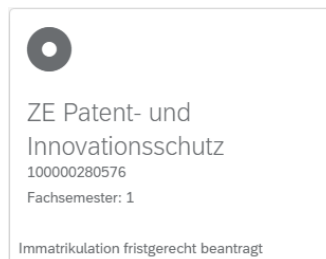 ZE Patent- und
Innovationsschutz
100000280576
Fachsemester: 1
Immatrikulation fristgerecht beantragt